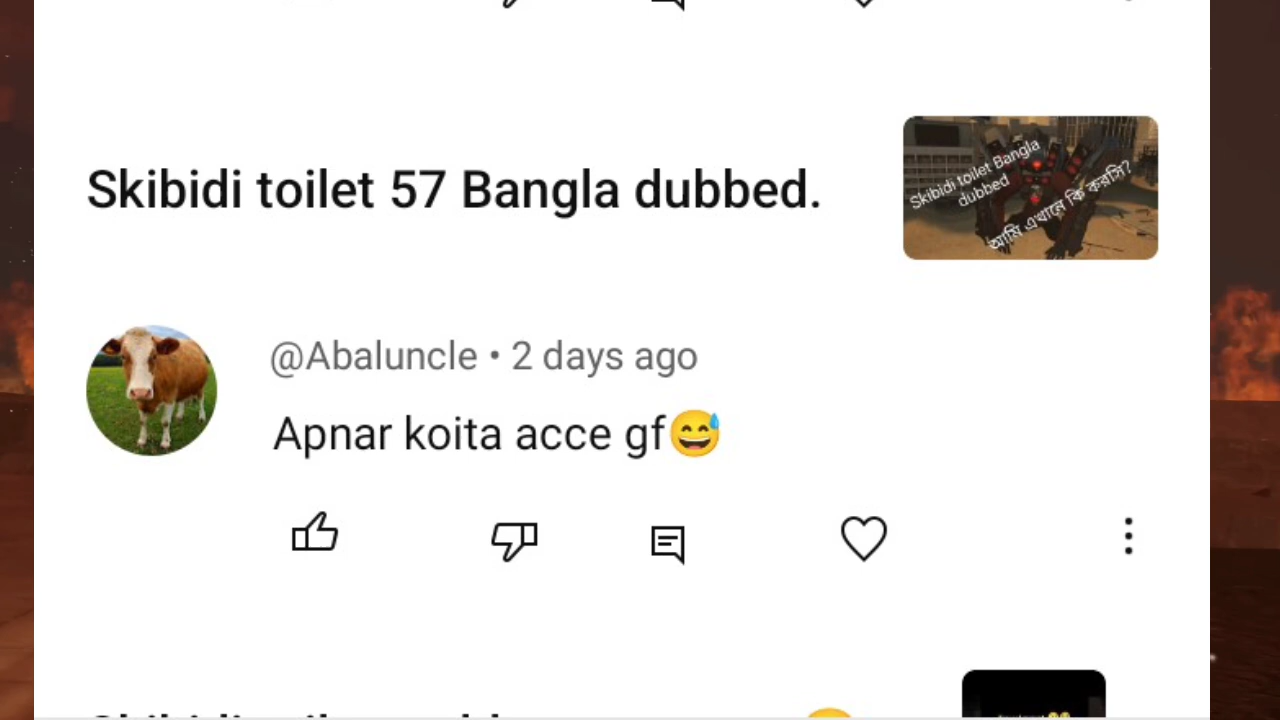 Skibidi toilet 57 Bangla dubbed.
Skibidi toilet Bangla
dubbed
আমি এখানে কি করসি?
@Abaluncle • 2 days ago
Apnar koita acce gf😅